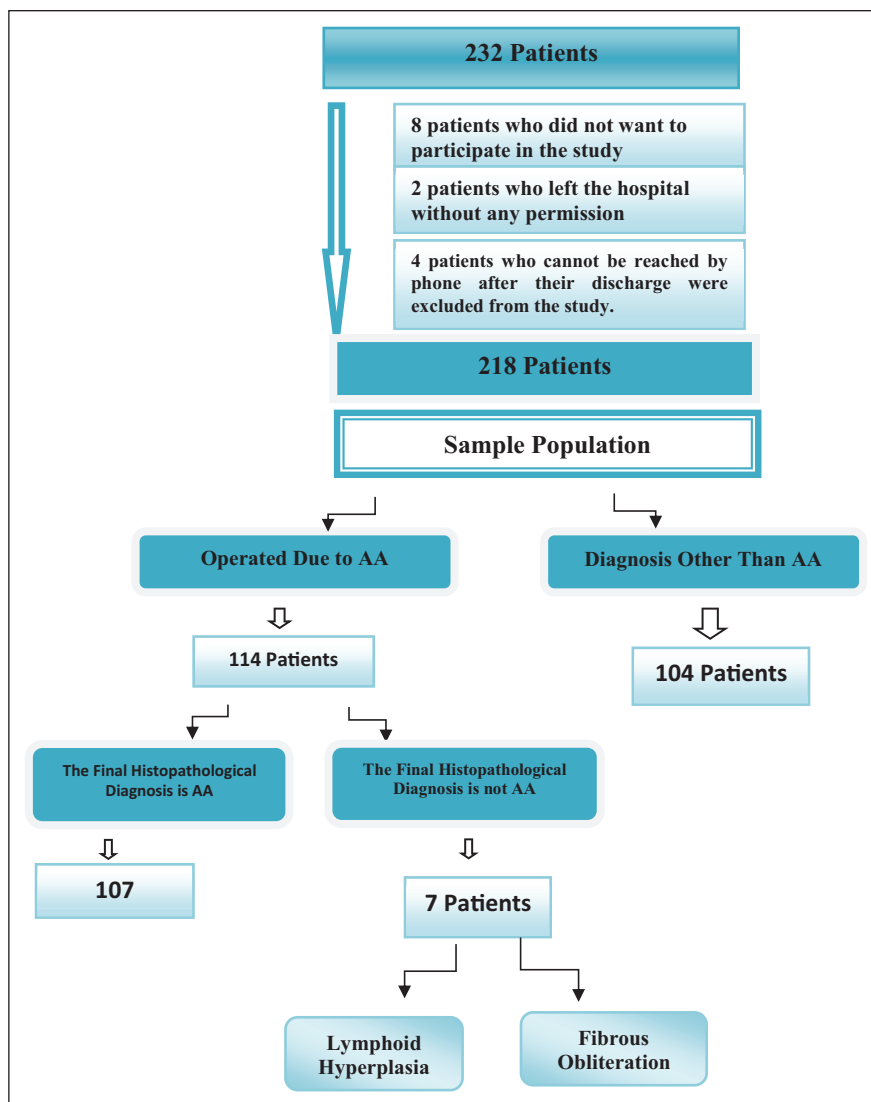 232 Patients
8 patients who did not want to
participate in the study
2 patients who left the hospital
without any permission
4 patients who cannot be reached by
phone after their discharge were
excluded from the study.
218 Patients
Sample Population
Operated Due to AA
Diagnosis Other Than AA
114 Patients
104 Patients
The Final Histopathological
Diagnosis is AA
The Final Histopathological
Diagnosis is not AA
107
7 Patients
Lymphoid
Hyperplasia
Fibrous
Obliteration